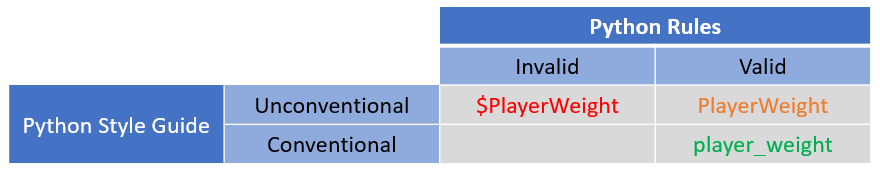 Python Rules
Invalid Valid
Python Style Guide Unconventional $PlayerWeight PlayerWeight
Conventional player_weight